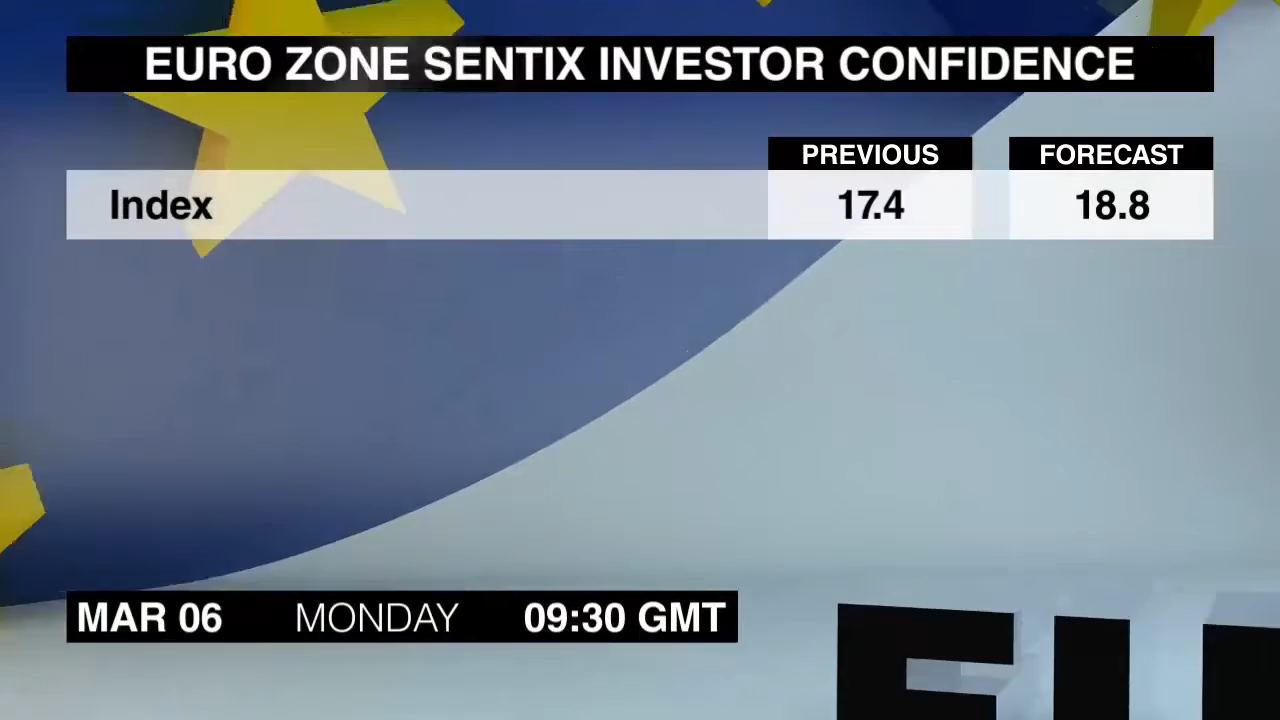 EURO ZONE SENTIX INVESTOR CONFIDENCE
PREVIOUS FORECAST
Index 17.4 18.8
MAR 06 MONDAY 09:30 GMT